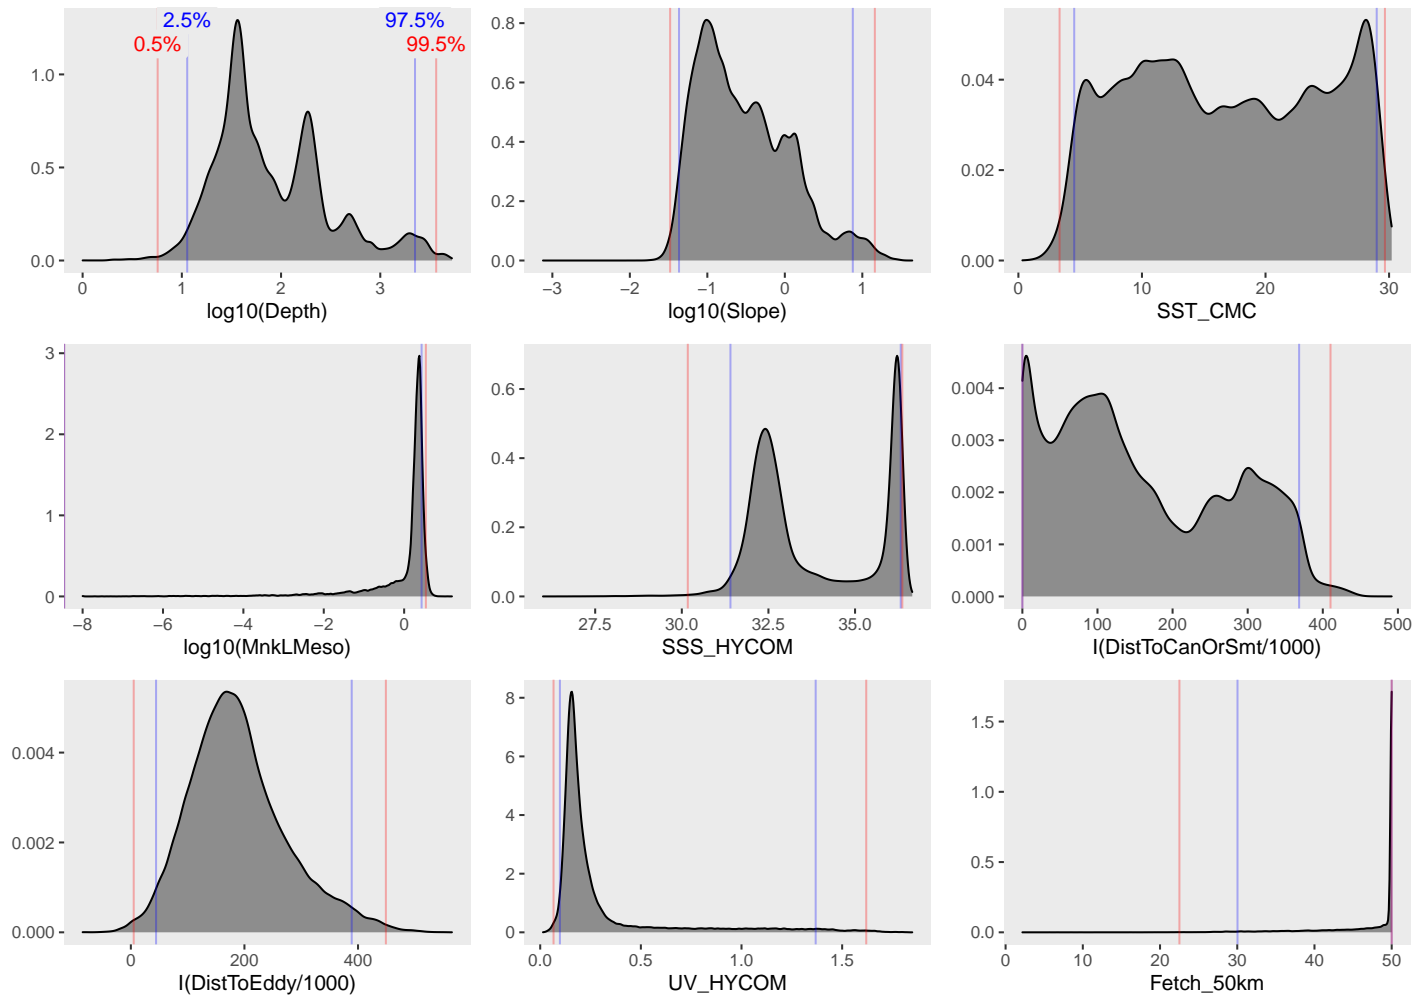 2.5% 97.5%
0.5% 99.5%
1.0
0.5
0.0
0 1 2 3
log10(Depth)
0.8
0.6
0.4
0.2
0.0
−3 −2 −1 0 1
log10(Slope)
0.04
0.02
0.00
0 10 20 30
SST_CMC
3
2
1
0
−8 −6 −4 −2 0
log10(MnkLMeso)
0.6
0.4
0.2
0.0
27.5 30.0 32.5 35.0
SSS_HYCOM
0.004
0.003
0.002
0.001
0.000
0 100 200 300 400 500
I(DistToCanOrSmt/1000)
0.004
0.002
0.000
0 200 400
I(DistToEddy/1000)
8
6
4
2
0
0.0 0.5 1.0 1.5
UV_HYCOM
1.5
1.0
0.5
0.0
0 10 20 30 40 50
Fetch_50km